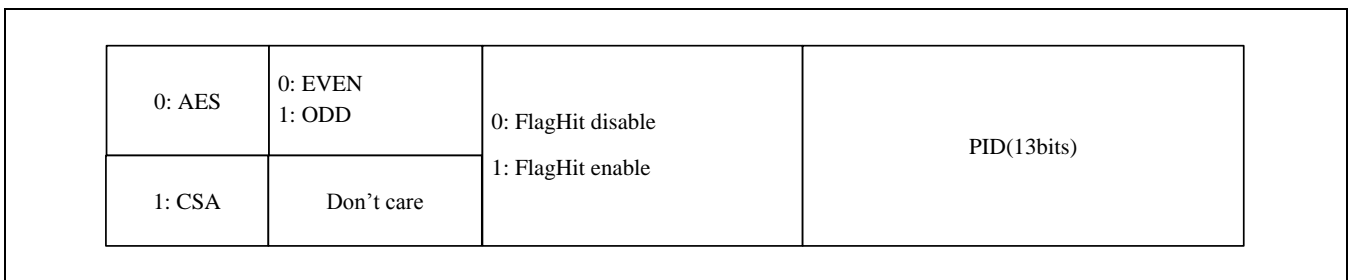 0: AES
0: EVEN
1: ODD
0: FlagHit disable
1: FlagHit enable
PID(13bits)
1: CSA
Don’t care